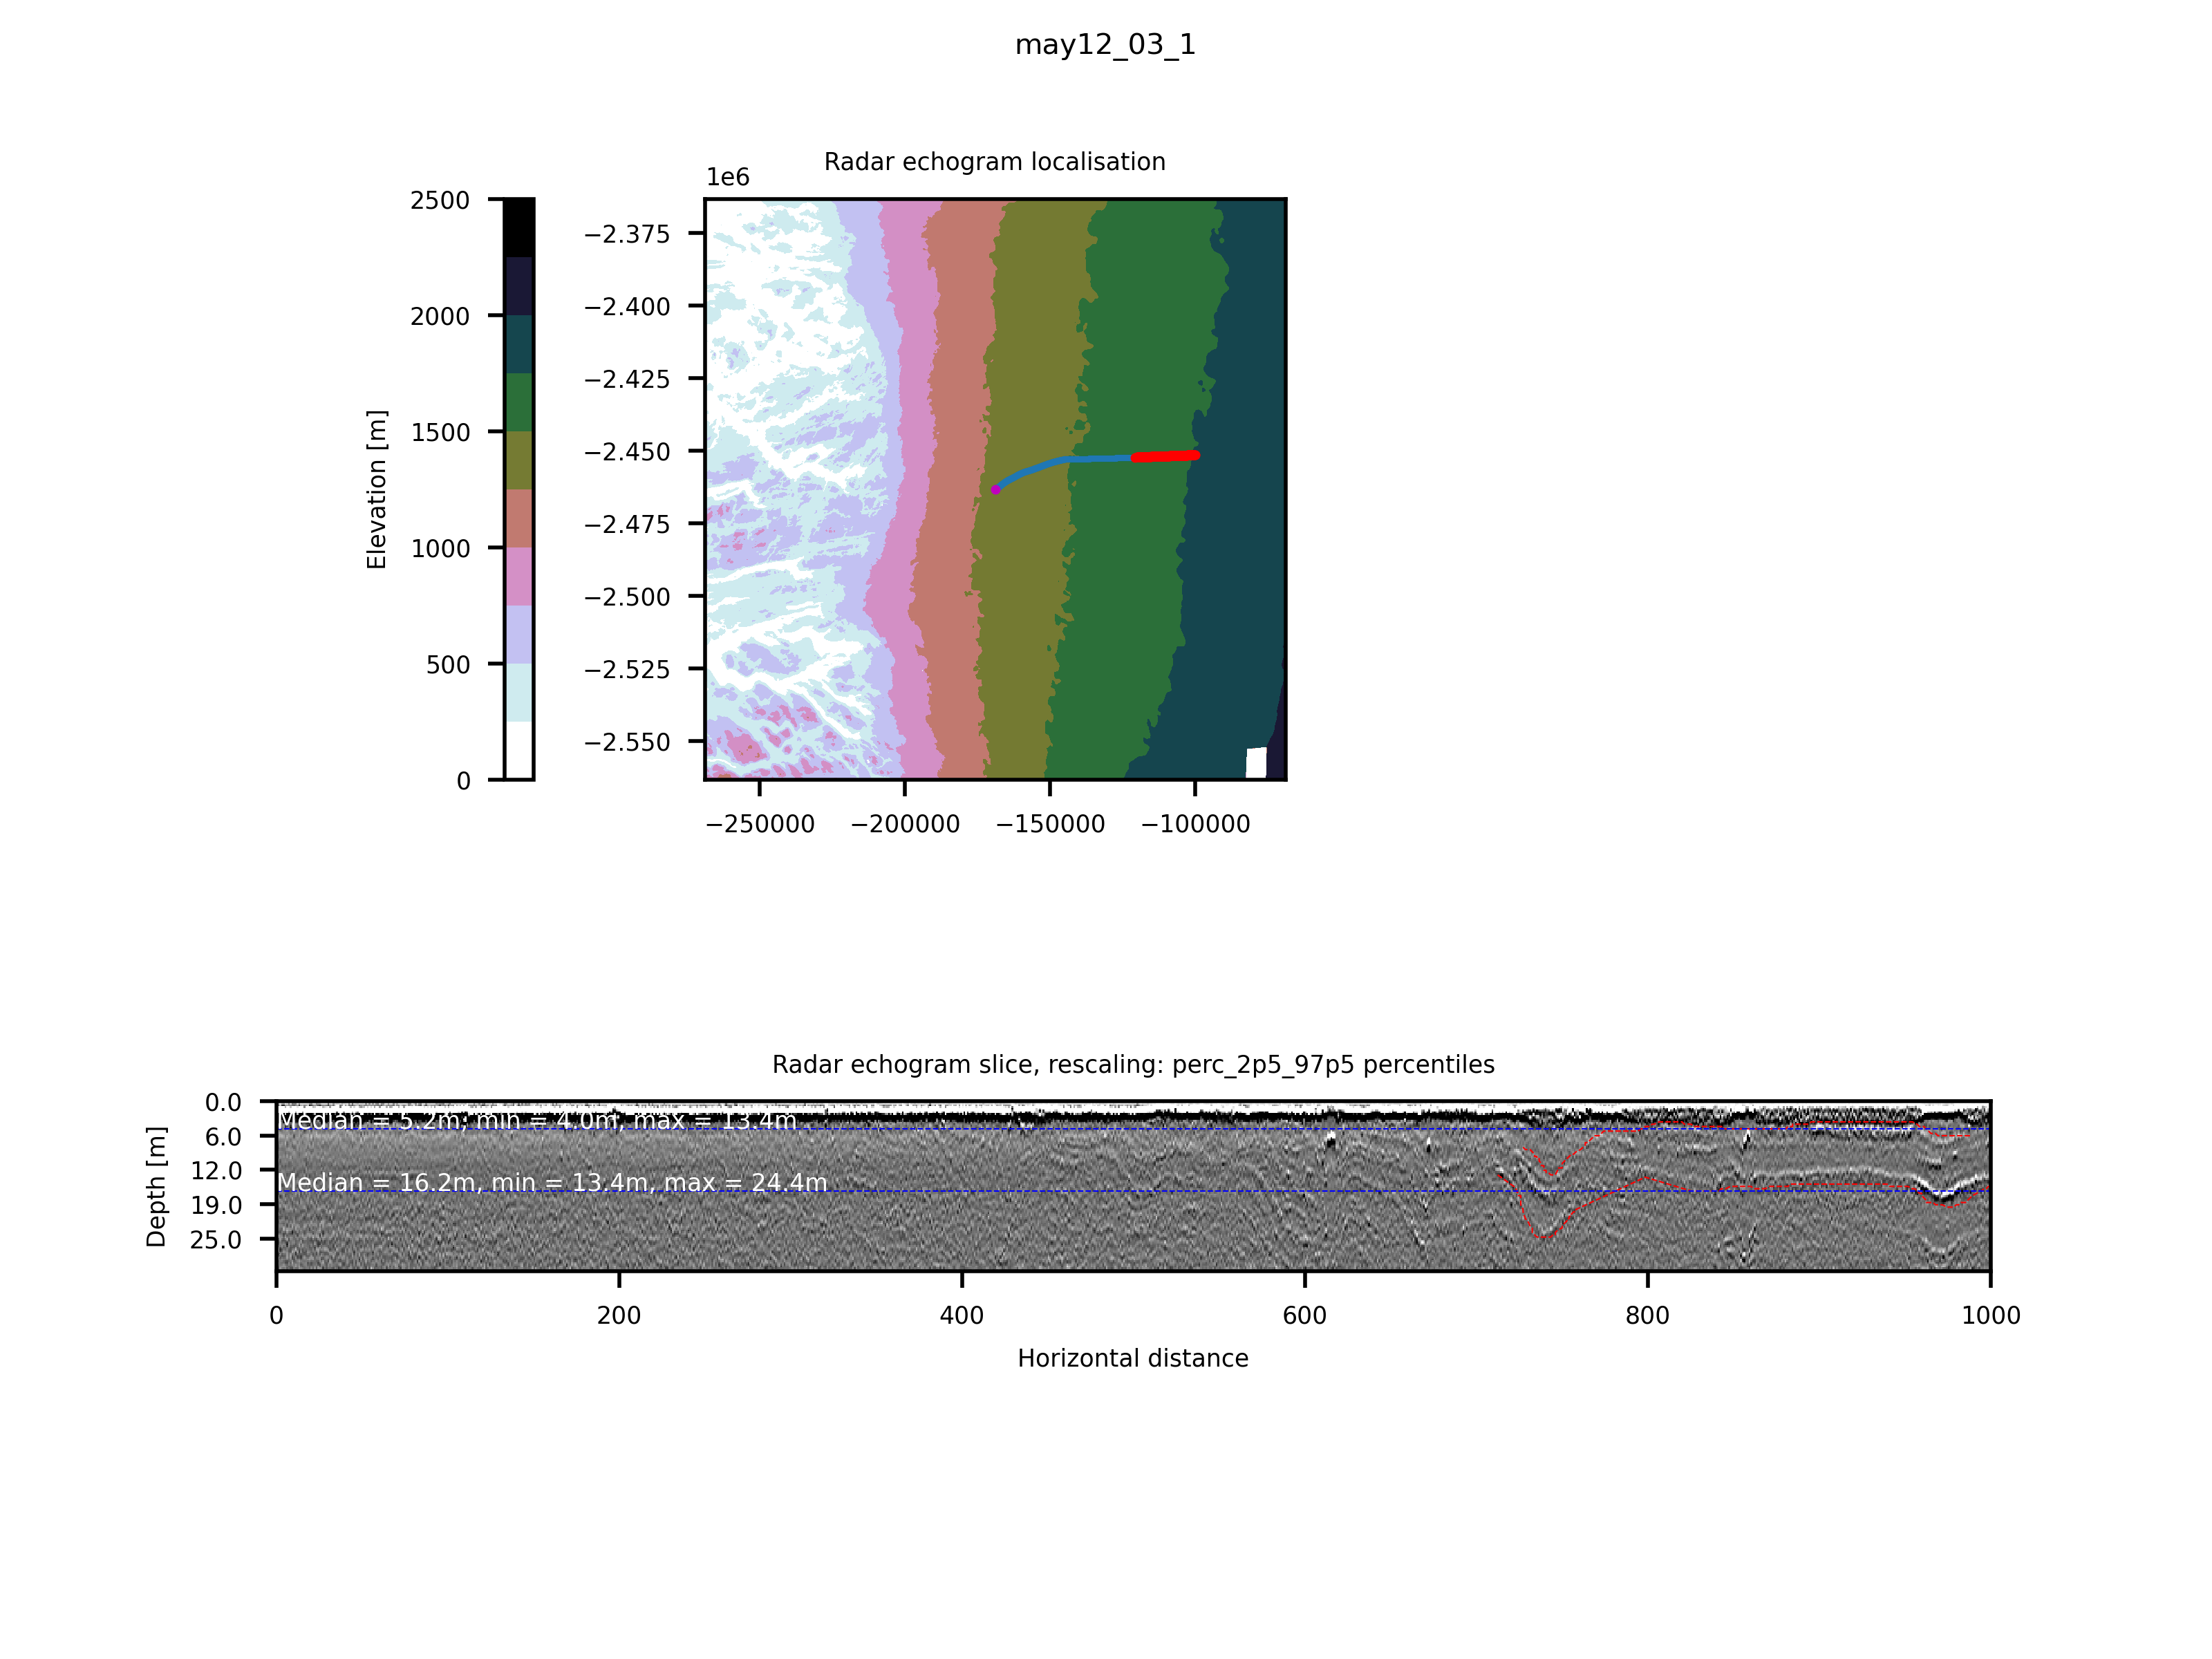 may12_03_1
Radar echogram localisation
1e6
2500
2000
1500
1000
500
0
Elevation [m]
−2.375
−2.400
−2.425
−2.450
−2.475
−2.500
−2.525
−2.550
−250000 −200000 −150000 −100000
Radar echogram slice, rescaling: perc_2p5_97p5 percentiles
0.0
6.0
12.0
19.0
25.0
Depth [m]
Median = 5.2m, min = 4.0m, max = 13.4m
Median = 16.2m, min = 13.4m, max = 24.4m
0 200 400 600 800 1000
Horizontal distance